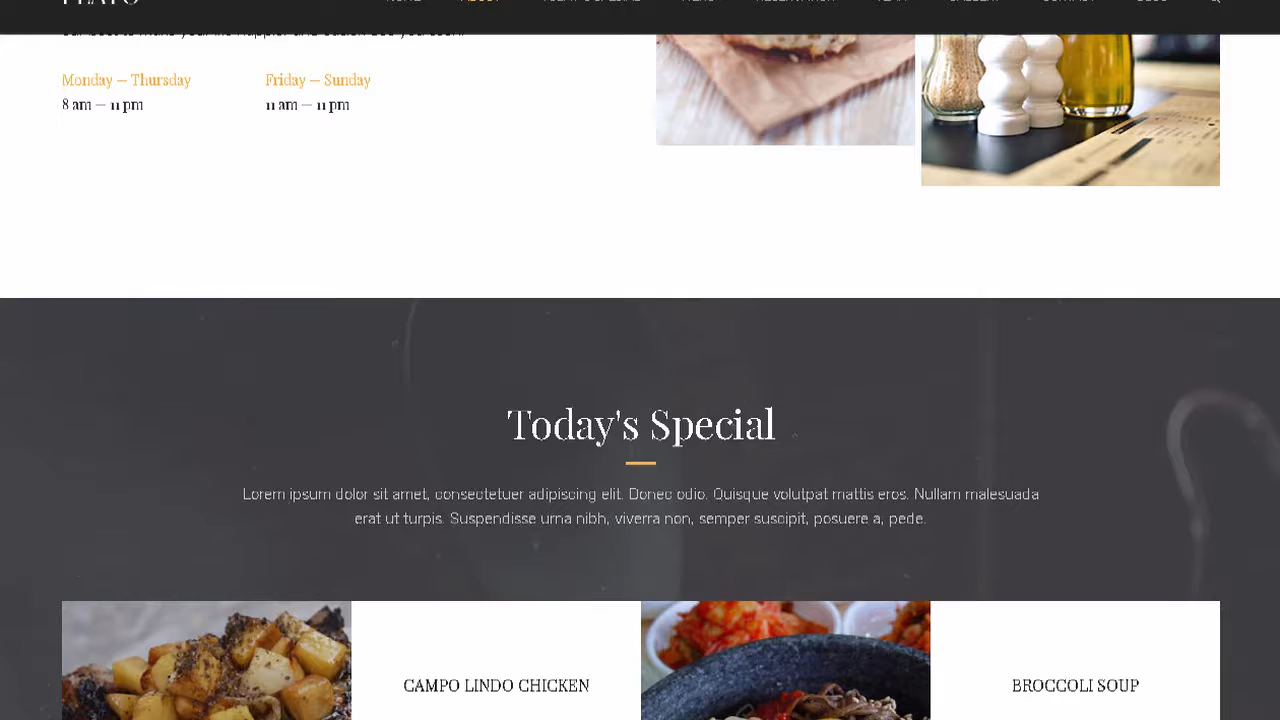 Monday — Thursday
Friday — Sunday
8 am — 11 pm
11 am — 11 pm
Today's Special
Lorem ipsum dolor sit amet, consectetuer adipiscing elit. Donec odio. Quisque volutpat mattis eros. Nullam malesuada
erat ut turpis. Suspendisse urna nibh, viverra non, semper suscipit, posuere a, pede.
CAMPO LINDO CHICKEN
BROCCOLI SOUP